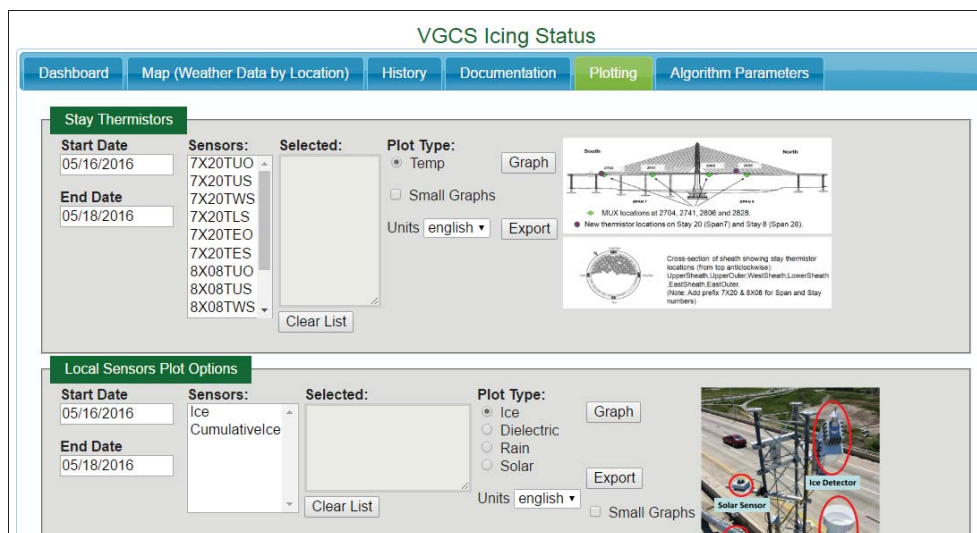 VGCS Icing Status
Dashboard
Map (Weather Data by Location)
History
Documentation
Plotting
Algorithm Parameters
Stay Thermistors
Start Date
05/16/2016
End Date
05/18/2016
Sensors:
7X20TUO
7X20TUS
7X20TWS
7X20TLS
7X20TEO
7X20TES
8X08TUO
8X08TUS
8X08TWS
Selected:
Clear List
Plot Type:
Temp
Small Graphs
Units english
Graph
Export
South
North
2704
SPAN 7
MUX locations at 2704, 2741, 2806 and 2828.
New thermistor locations on Stay 20 (Span7) and Stay 8 (Span 28).
Cross-section of sheath showing stay thermistor
locations (from top anticlockwise):
UpperSheath,UpperOuter,WestSheath,LowerSheath
,EastSheath,EastOuter.
(Note: Add prefix 7X20 & 8X08 for Span and Stay
numbers)
Local Sensors Plot Options
Start Date
05/16/2016
End Date
05/18/2016
Sensors:
Ice
CumulativeIce
Selected:
Clear List
Plot Type:
Ice
Dielectric
Rain
Solar
Units english
Graph
Export
Small Graphs
Ice Detector
Solar Sensor